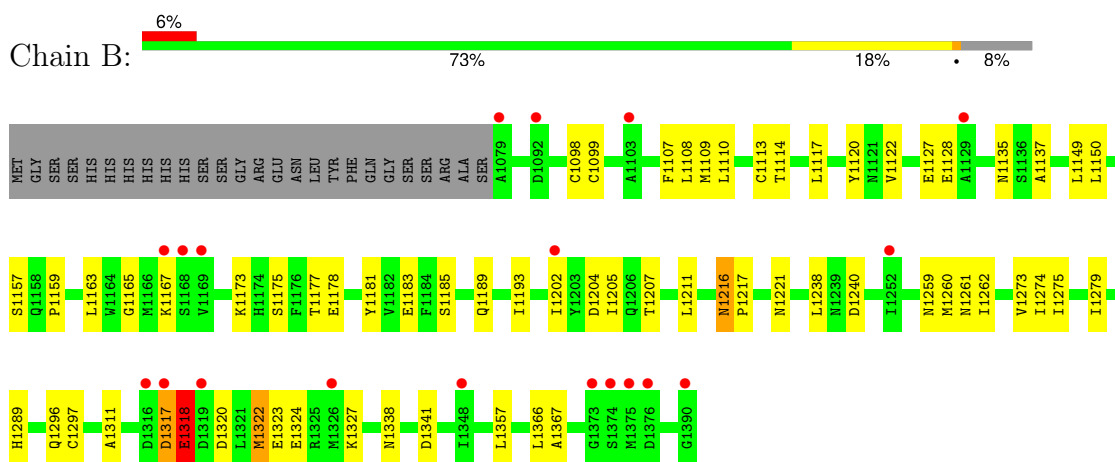 6%
Chain B:
73% 18% • 8%
MET GLY SER SER HIS HIS HIS HIS HIS HIS SER SER GLY ARG GLU ASN LEU TYR PHE GLN GLY SER SER ARG ALA SER A1079 D1092 C1098 C1099 A1103 F1107 L1108 M1109 L1110 C1113 T1114 L1117 Y1120 N1121 V1122 E1127 E1128 A1129 N1135 S1136 A1137 L1149 L1150
S1157 Q1158 P1159 L1163 W1164 G1165 M1166 K1167 S1168 V1169 K1173 H1174 S1175 F1176 T1177 E1178 Y1181 V1182 E1183 F1184 S1185 Q1189 I1193 I1202 Y1203 D1204 I1205 Q1206 T1207 L1211 N1216 P1217 N1221 L1238 N1239 D1240 I1252 N1259 M1260 N1261 I1262 V1273 I1274 I1275 I1279
H1289 Q1296 C1297 A1311 D1316 D1317 E1318 D1319 D1320 L1321 M1322 E1323 E1324 R1325 M1326 K1327 N1338 D1341 I1348 L1357 L1366 A1367 G1373 S1374 M1375 D1376 G1390